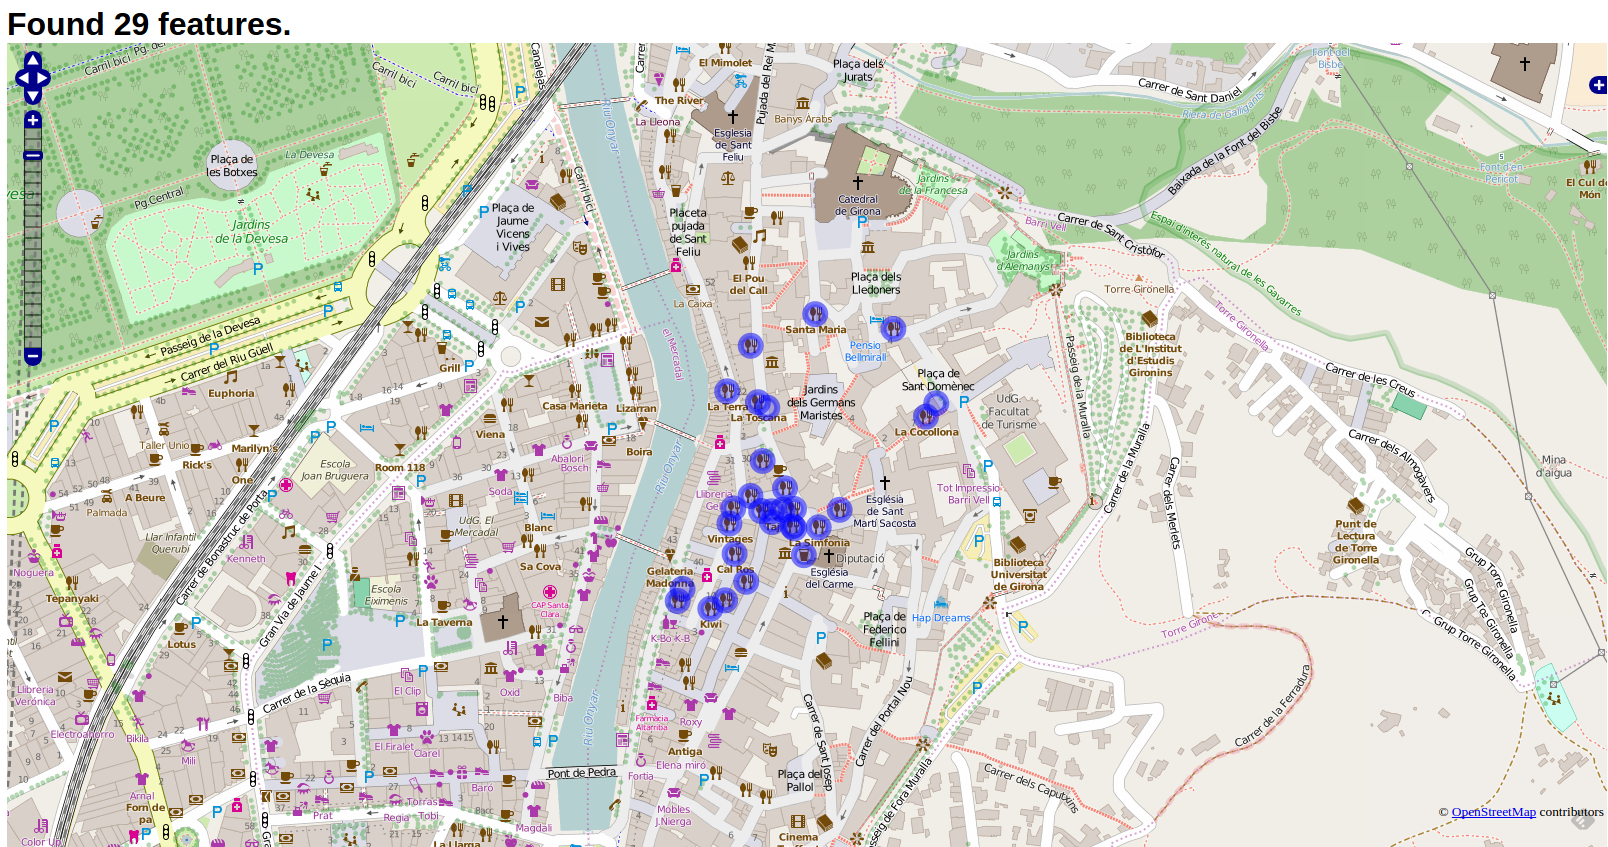 Found 29 features.
Pg. de
Carril bici
Carril bici
Carril bici
Canalejas
Carrer
El Mimolet
Pujada del Rei M
Plaça dels
Jurats
Font del
Bisbe
Carrer de Sant Daniel
Riera de Galligants
The River
La Lleona
Banys Àrabs
Església
de Sant
Feliu
Riu Onyar
Plaça de
les Botxes
La Devesa
vesa
Pg.Central
Jardins
de la Devesa
Carril bici
Plaça de
Jaume
Vicens
i Vives
Placeta
pujada
de Sant
Feliu
Catedral
de Girona
Jardins
de la Francesa
Baixada de la Font del Bisbe
Font d'en
Pericot
El Cul de
Món
Barri Vell
Carrer de Sant Cristòfor
Espai d'interès natural de les Gavarres
Jardins
d'Alemanys
Torre Gironella
Torre Gironella
El Pou
del Call
Plaça dels
Lledoners
La Caixa
52
Santa Maria
Pensió
Bellmirall
Biblioteca
de L'Institut
d'Estudis
Gironins
Passeig de la Devesa
Carrer del Riu Güell
Grill
Euphoria
el Mercadal
Carrer de les Creus
Passeig de la Muralla
Plaça de
Sant Domènec
Jardins
dels Germans
Maristes
UdG.
Facultat
de Turisme
La Terra
La Toscana
La Cocollona
Casa Marieta
Lizarran
Viena
Boira
Taller Unio
Rick's
Marilyn's
One
Room 118
Escola
Joan Bruguera
Abalori
Bosch
Soda
Carrer dels Almogàvers
Mina
d'aigua
Carrer de la Muralla
Carrer dels Merlets
Tot Impressio
Barri Vell
Església
de Sant
Martí Sacosta
A Beure
Palmada
Carrer de Bonastruc de Porta
Riu Onyar
UdG. El
Mercadal
Blanc
Sa Cova
Vintages
La Simfonia
Diputació
Església
del Carme
Cal Ros
Gelateria
Madonna
Kiwi
Punt de
Lectura
de Torre
Gironella
Biblioteca
Universitat
de Girona
Hap Dreams
Llar Infantil
Querubí
Kenneth
Noguera
Tepanyaki
Gran Via de Jaume I
Escola
Eiximenis
La Taverna
CAP Santa
Clara
K-Bo K-B
Plaça de
Federico
Fellini
Grup Torre Gironella
Grup Tce Gironella
Grup Torre Gironella
Torre Girone
Lotus
Llibreria
Verònica
Carrer de la Sèquia
El Clip
Oxid
Biba
Electroahorro
Bikila
Mili
El Firalet
Clarel
13 14 15
Riu Onyar
Farmàcia
Altarriba
Roxy
Antiga
Elena miró
Fortia
Carrer de Sant Josep
Carrer del Portal Nou
Carrer de la Ferradura
Carrer dels Caputxins
Passeig de Fora Muralla
Pont de Pedra
Plaça del
Pallol
Baró
Arnal
Forn de
pa
Prat
Regia
Torras
Tobi
Magdali
Mobles
J.Nierga
Cinema
Color Up
La Llarga
© OpenStreetMap contributors